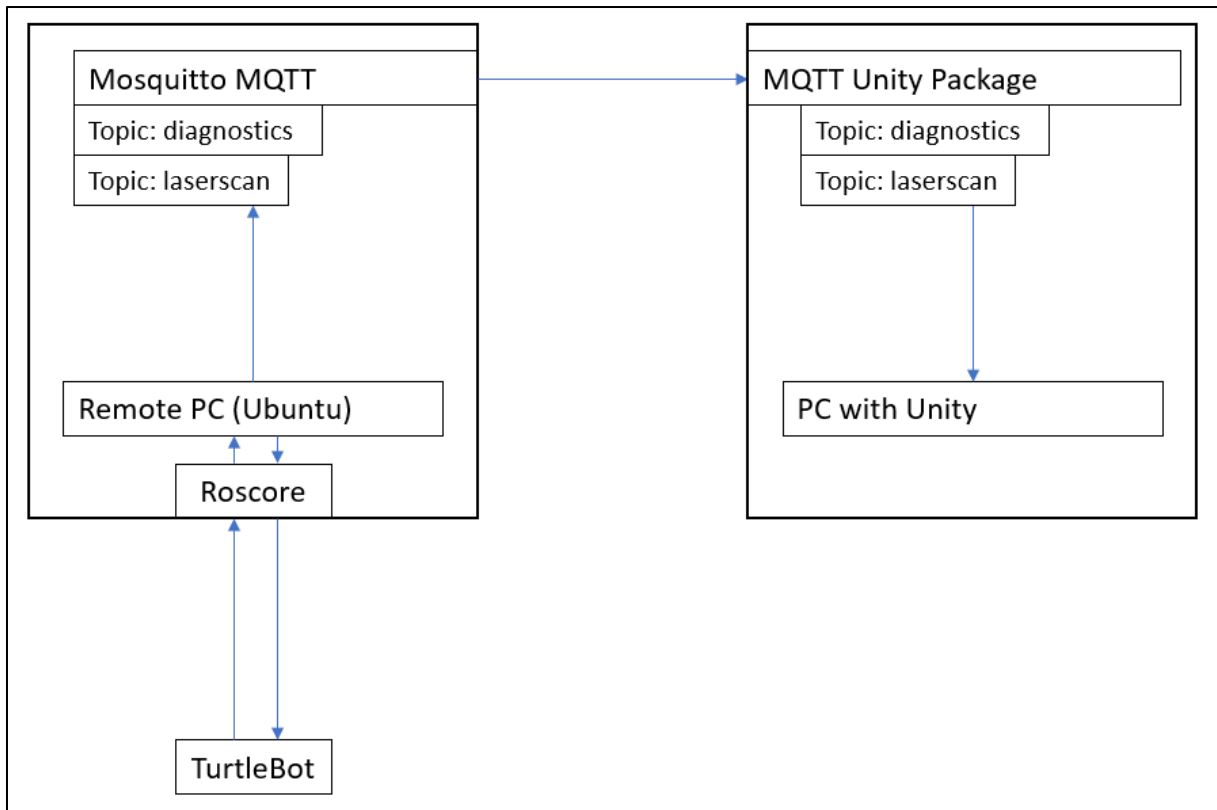 Mosquitto MQTT
Topic: diagnostics
Topic: laserscan
Remote PC (Ubuntu)
Roscore
TurtleBot
MQTT Unity Package
Topic: diagnostics
Topic: laserscan
PC with Unity